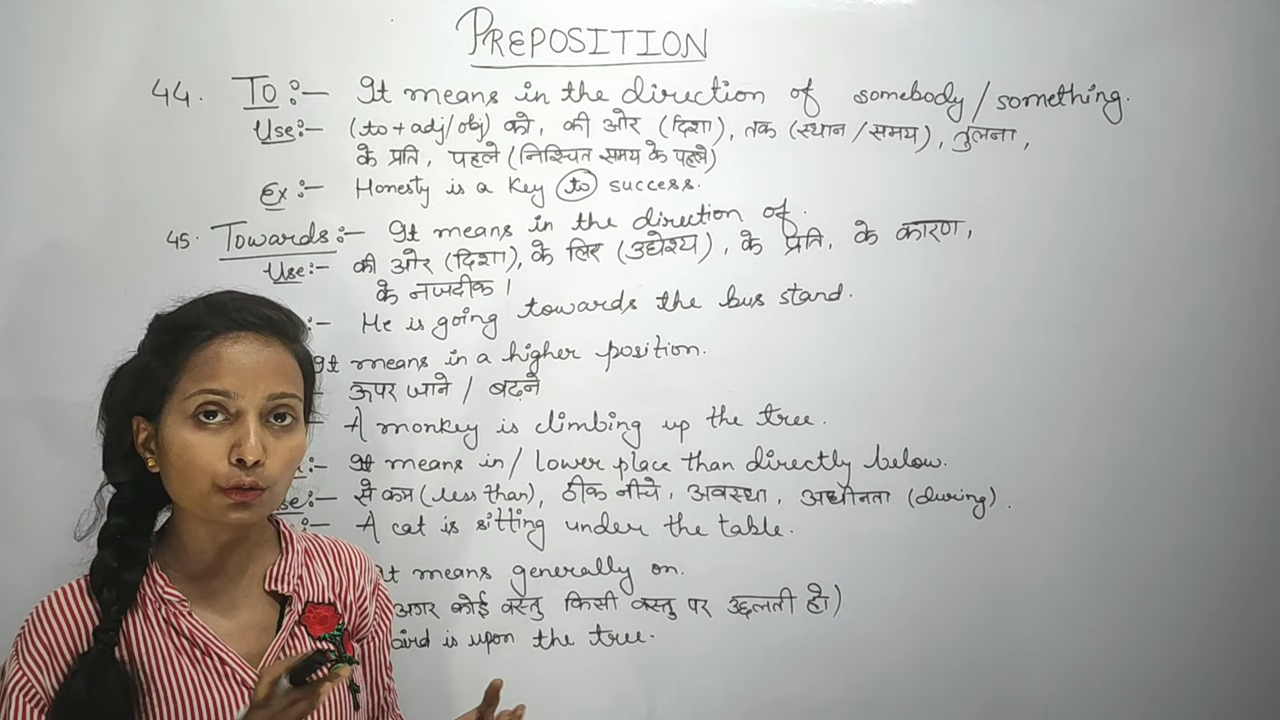 PREPOSITION
44. To :- It means in the direction of somebody/something.
Use:- (to + adj/obj) को, की ओर (दिशा), तक (स्थान/समय), तुलना,
के प्रति, पहले (निश्चित समय के पहले)
Ex :- Honesty is a key to success.
45. Towards :- It means in the direction of.
Use:- की ओर (दिशा), के लिए (उद्येश्य), के प्रति, के कारण,
के नजदीक।
:- He is going towards the bus stand.
It means in a higher position.
ऊपर जाने / बढ़ने
- A monkey is climbing up the tree.
:- It means in/lower place than directly below.
se:- से कम (less than), ठीक नीचे, अवस्था, अधीनता (during).
:- A cat is sitting under the table.
It means generally on.
अगर कोई वस्तु किसी वस्तु पर उछलती हो)
bird is upon the tree.